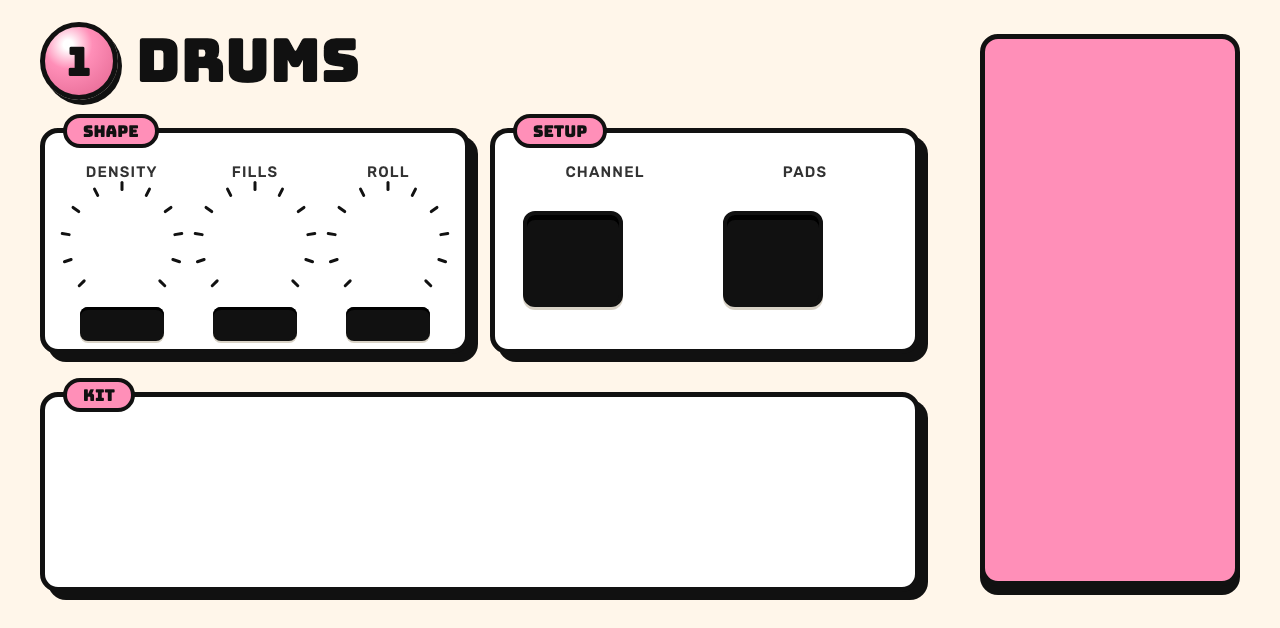 1 DRUMS
SHAPE
SETUP
DENSITY FILLS ROLL
CHANNEL PADS
KIT